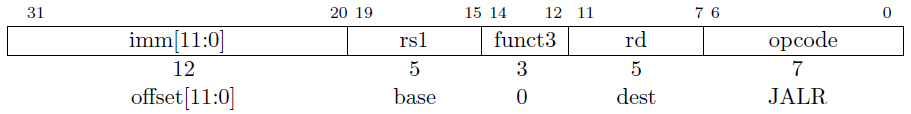 31 20 19 15 14 12 11 7 6 0
imm[11:0] rs1 funct3 rd opcode
12 5 3 5 7
offset[11:0] base 0 dest JALR